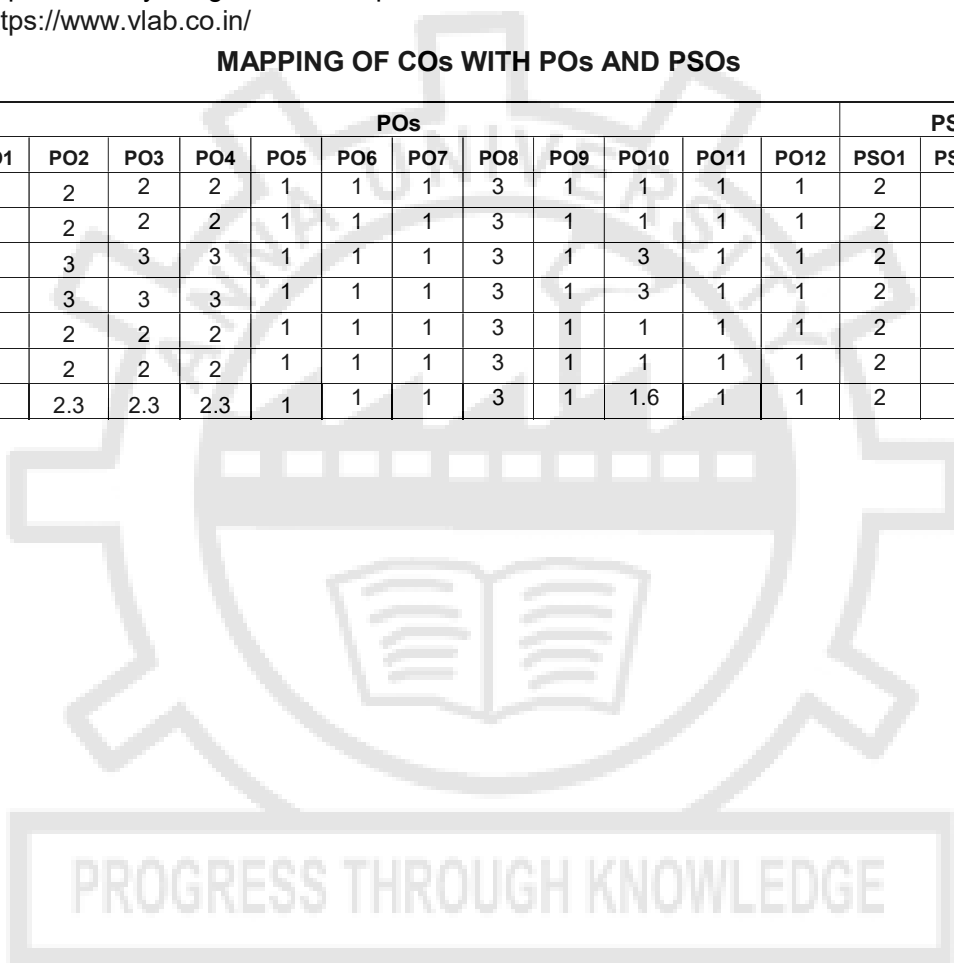 tps://www.vlab.co.in/
MAPPING OF COs WITH POs AND PSOs
POs PS
01 PO2 PO3 PO4 PO5 PO6 PO7 PO8 PO9 PO10 PO11 PO12 PSO1 PS
2 2 2 1 1 1 3 1 1 1 1 2
2 2 2 1 1 1 3 1 1 1 1 2
3 3 3 1 1 1 3 1 3 1 1 2
3 3 3 1 1 1 3 1 3 1 1 2
2 2 2 1 1 1 3 1 1 1 1 2
2 2 2 1 1 1 3 1 1 1 1 2
2.3 2.3 2.3 1 1 1 3 1 1.6 1 1 2
ANNA UNIVERSITY
PROGRESS THROUGH KNOWLEDGE